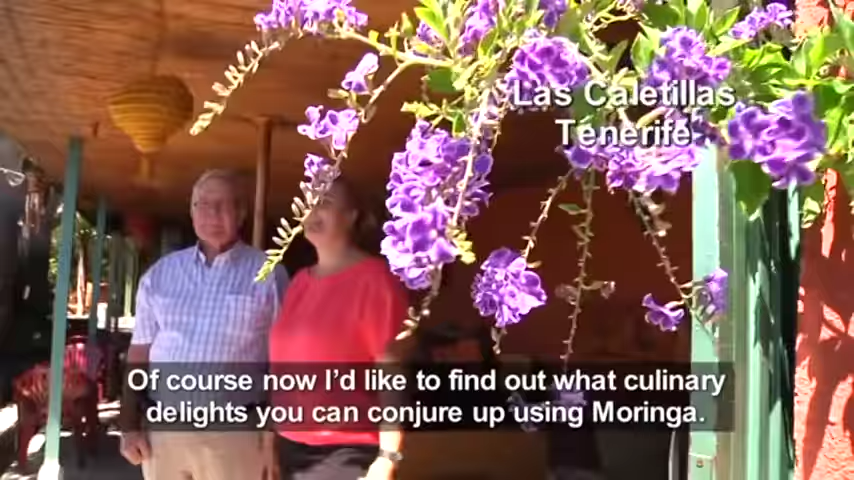 Las Caletillas
Tenerife
Of course now I'd like to find out what culinary
delights you can conjure up using Moringa.